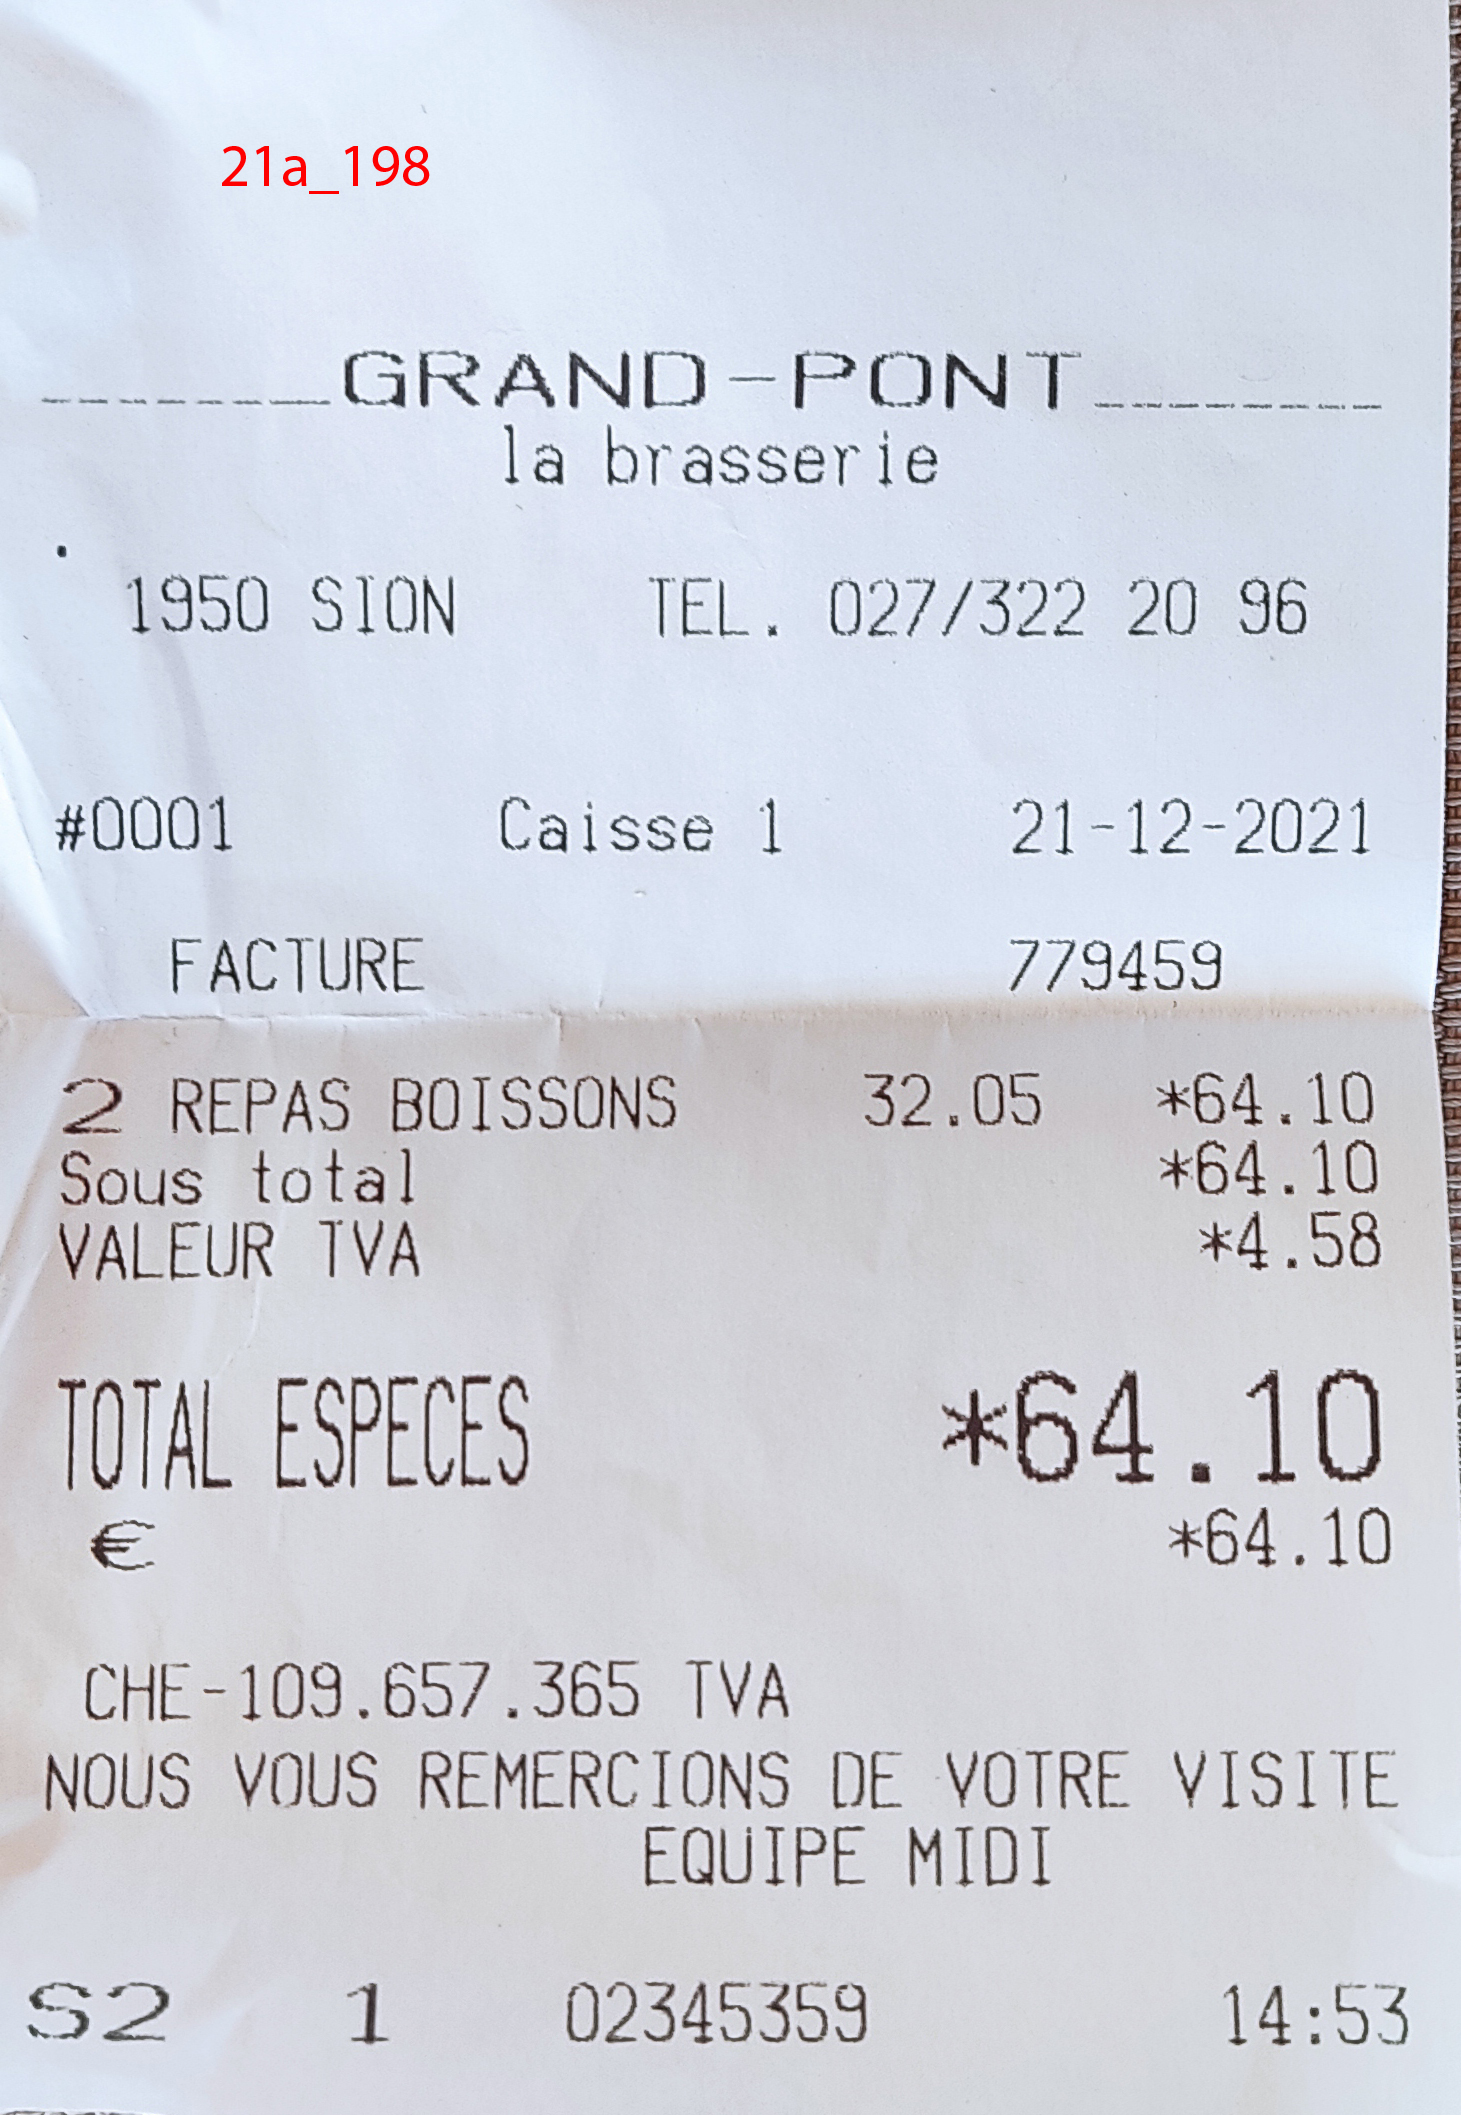 21a_198
GRAND-PONT
la brasserie
1950 SION TEL. 027/322 20 96
#0001 Caisse 1 21-12-2021
FACTURE 779459
2 REPAS BOISSONS 32.05 *64.10
Sous total *64.10
VALEUR TVA *4.58
TOTAL ESPECES *64.10
€ *64.10
CHE-109.657.365 TVA
NOUS VOUS REMERCIONS DE VOTRE VISITE
EQUIPE MIDI
S2 1 02345359 14:53